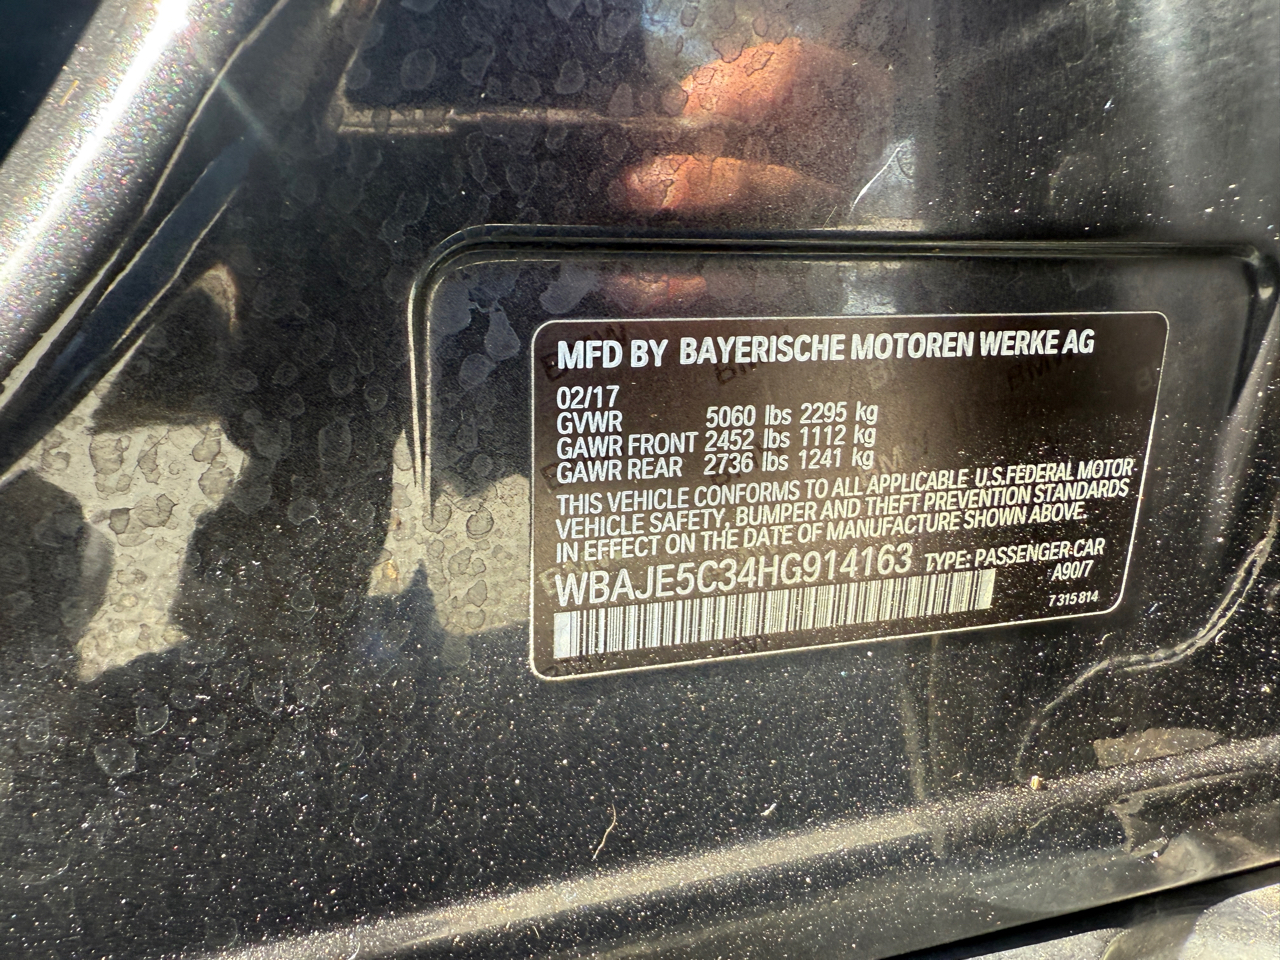 MFD BY BAYERISCHE MOTOREN WERKE AG
02/17
GVWR 5060 lbs 2295 kg
GAWR FRONT 2452 lbs 1112 kg
GAWR REAR 2736 lbs 1241 kg
THIS VEHICLE CONFORMS TO ALL APPLICABLE U.S.FEDERAL MOTOR
VEHICLE SAFETY, BUMPER AND THEFT PREVENTION STANDARDS
IN EFFECT ON THE DATE OF MANUFACTURE SHOWN ABOVE.
WBAJE5C34HG914163 TYPE: PASSENGER CAR
A90/7
7 315 814